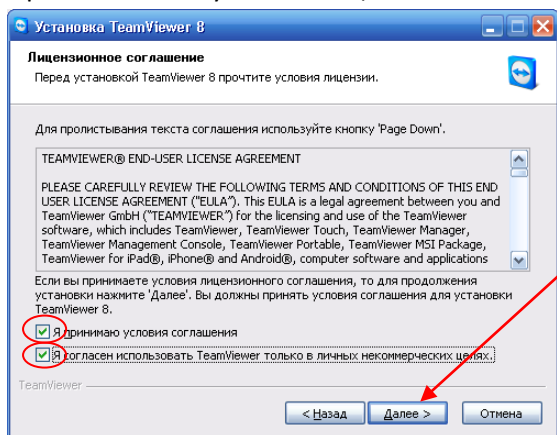 Установка TeamViewer 8
Лицензионное соглашение
Перед установкой TeamViewer 8 прочтите условия лицензии.
Для пролистывания текста соглашения используйте кнопку 'Page Down'.
TEAMVIEWER® END-USER LICENSE AGREEMENT
PLEASE CAREFULLY REVIEW THE FOLLOWING TERMS AND CONDITIONS OF THIS END
USER LICENSE AGREEMENT ("EULA"). This EULA is a legal agreement between you and
TeamViewer GmbH ("TEAMVIEWER") for the licensing and use of the TeamViewer
software, which includes TeamViewer, TeamViewer Touch, TeamViewer Manager,
TeamViewer Management Console, TeamViewer Portable, TeamViewer MSI Package,
TeamViewer for iPad®, iPhone® and Android®, computer software and applications
Если вы принимаете условия лицензионного соглашения, то для продолжения
установки нажмите 'Далее'. Вы должны принять условия соглашения для установки
TeamViewer 8.
Я принимаю условия соглашения
Я согласен использовать TeamViewer только в личных некоммерческих целях.
TeamViewer
< Назад
Далее >
Отмена